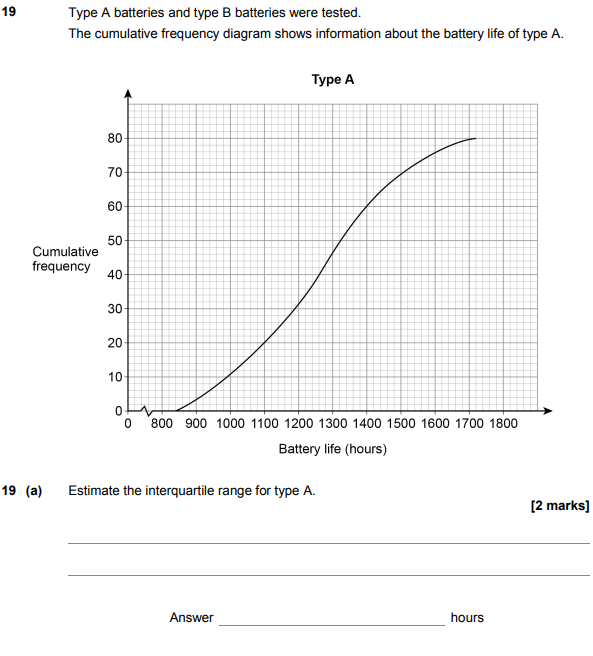 19 Type A batteries and type B batteries were tested.
The cumulative frequency diagram shows information about the battery life of type A.
Type A
80
70
60
50
Cumulative
frequency
40
30
20
10
0
0 800 900 1000 1100 1200 1300 1400 1500 1600 1700 1800
Battery life (hours)
19 (a) Estimate the interquartile range for type A.
[2 marks]
Answer hours